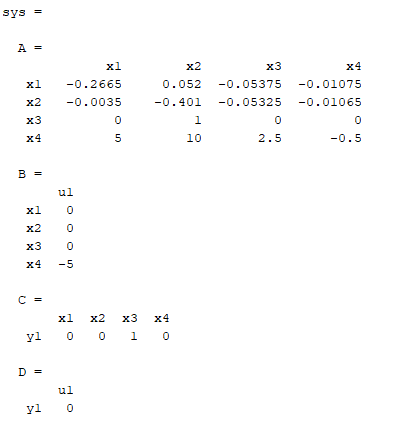 sys =
A =
x1 x2 x3 x4
x1 -0.2665 0.052 -0.05375 -0.01075
x2 -0.0035 -0.401 -0.05325 -0.01065
x3 0 1 0 0
x4 5 10 2.5 -0.5
B =
u1
x1 0
x2 0
x3 0
x4 -5
C =
x1 x2 x3 x4
y1 0 0 1 0
D =
u1
y1 0